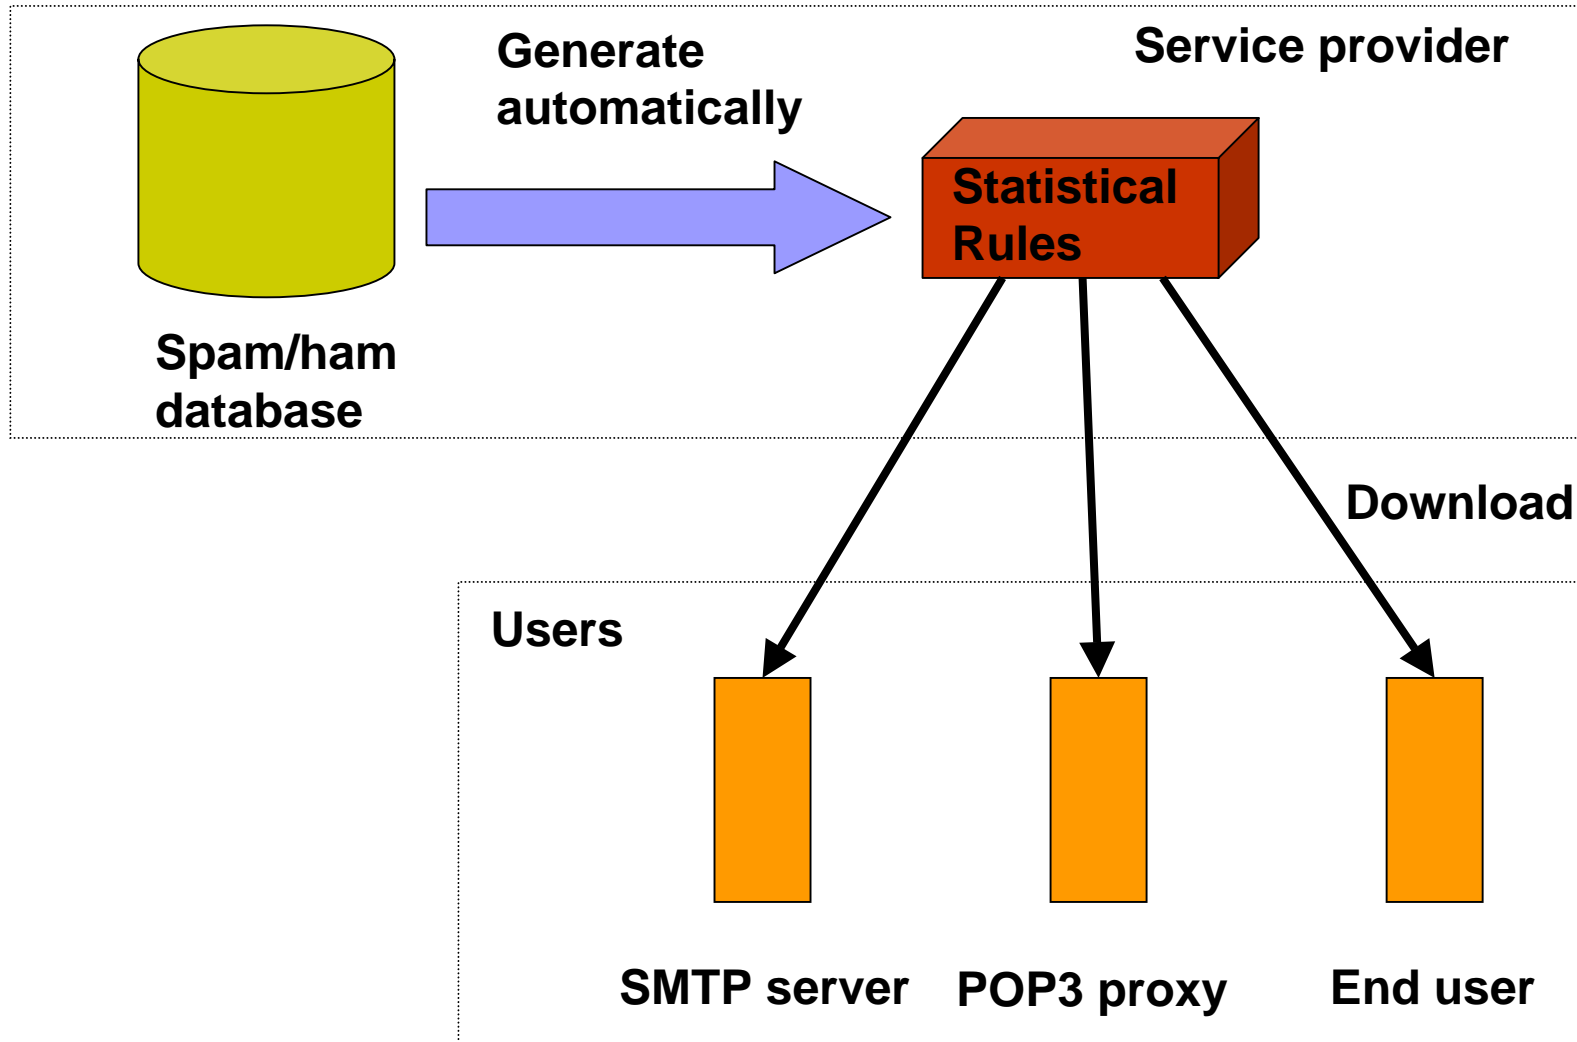 Generate
automatically
Service provider
Statistical
Rules
Spam/ham
database
Download
Users
SMTP server
POP3 proxy
End user